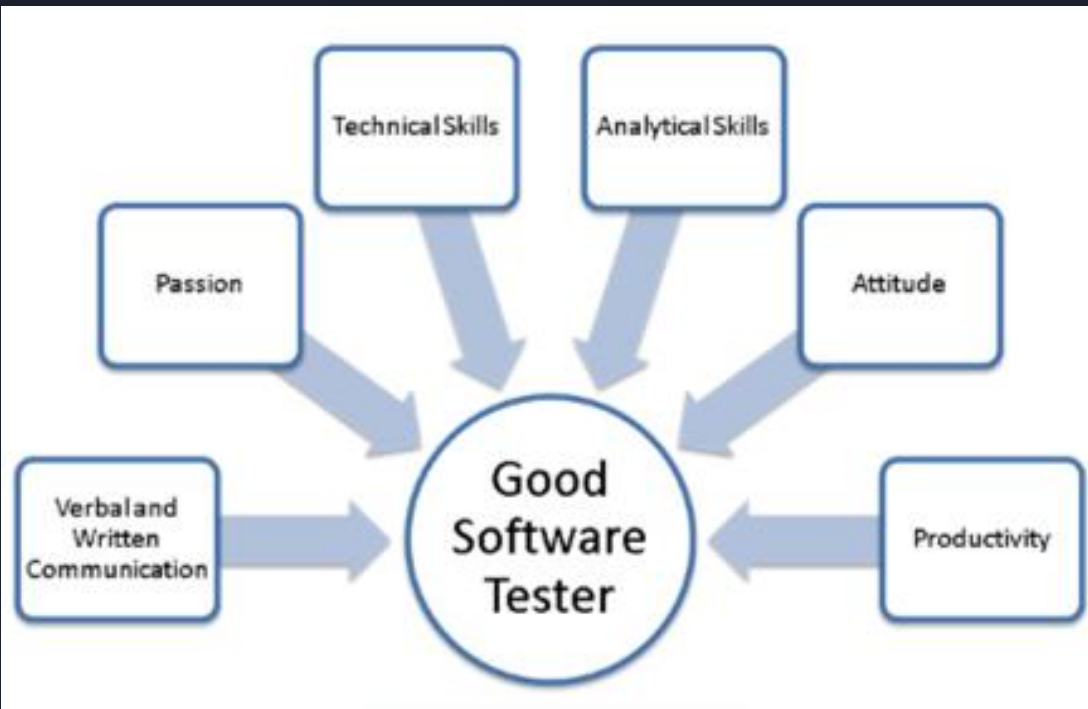 Technical Skills
Analytical Skills
Passion
Attitude
Verbal and
Written
Communication
Good
Software
Tester
Productivity